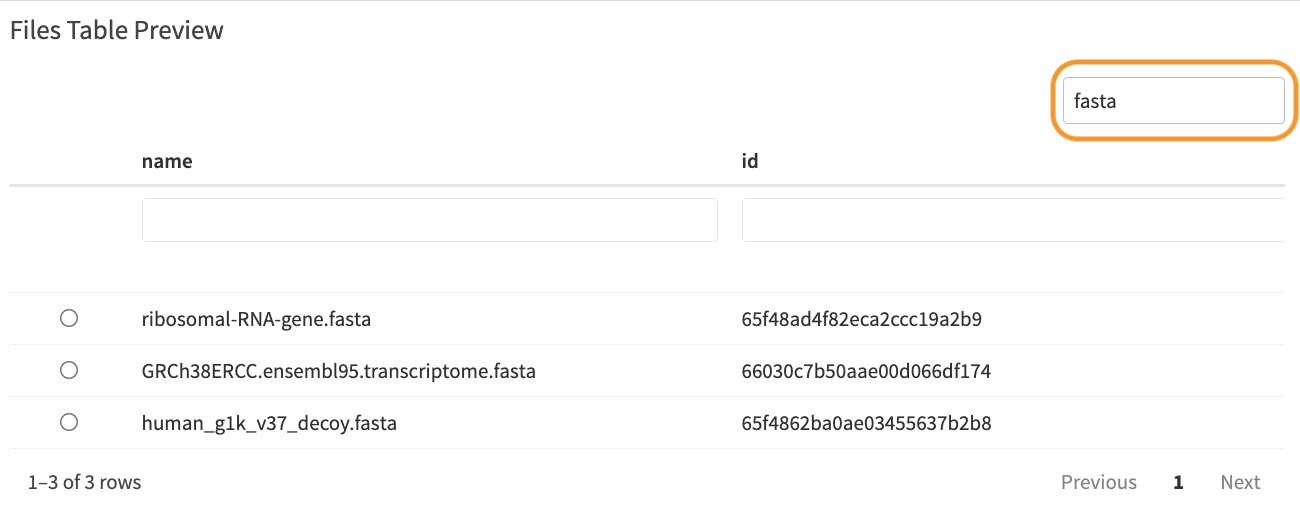 Files Table Preview
fasta
name id
ribosomal-RNA-gene.fasta 65f48ad4f82eca2ccc19a2b9
GRCh38ERCC.ensembl95.transcriptome.fasta 66030c7b50aae00d066df174
human_g1k_v37_decoy.fasta 65f4862ba0ae03455637b2b8
1–3 of 3 rows Previous 1 Next